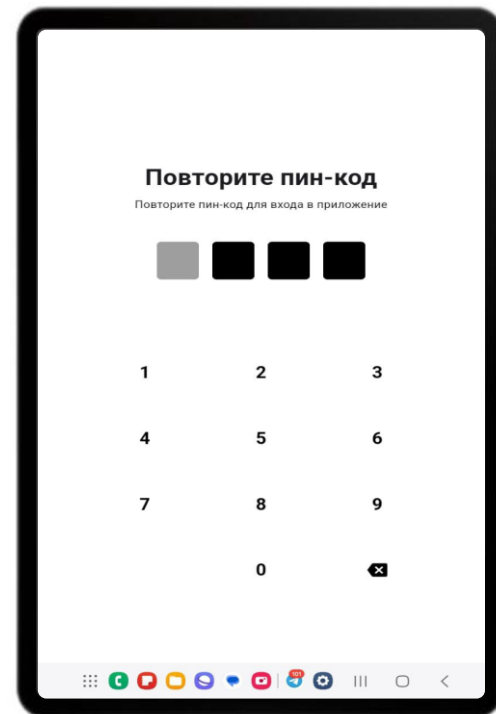 Повторите пин-код
Повторите пин-код для входа в приложение
1 2 3
4 5 6
7 8 9
0
101